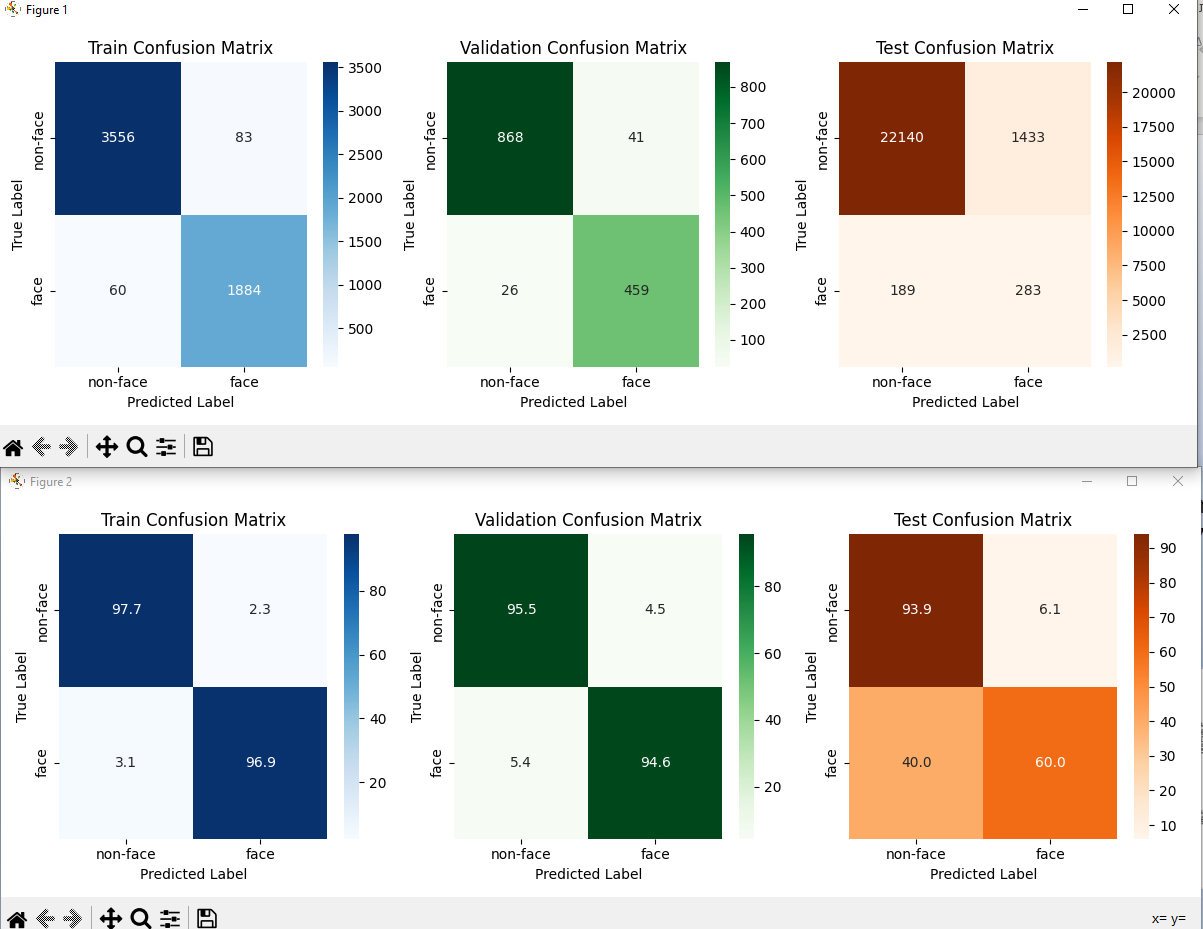 Figure 1
Train Confusion Matrix
Validation Confusion Matrix
Test Confusion Matrix
True Label
non-face
face
3556
83
60
1884
non-face
face
Predicted Label
3500
3000
2500
2000
1500
1000
500
True Label
non-face
face
868
41
26
459
non-face
face
Predicted Label
800
700
600
500
400
300
200
100
True Label
non-face
face
22140
1433
189
283
non-face
face
Predicted Label
20000
17500
15000
12500
10000
7500
5000
2500
Figure 2
Train Confusion Matrix
Validation Confusion Matrix
Test Confusion Matrix
True Label
non-face
face
97.7
2.3
3.1
96.9
non-face
face
Predicted Label
80
60
40
20
True Label
non-face
face
95.5
4.5
5.4
94.6
non-face
face
Predicted Label
80
60
40
20
True Label
non-face
face
93.9
6.1
40.0
60.0
non-face
face
Predicted Label
90
80
70
60
50
40
30
20
10
x= y=